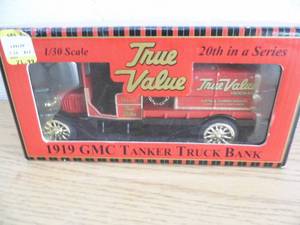 1/30 Scale
True
Value
20th in a Series
True Value
1919 GMC TANKER TRUCK BANK